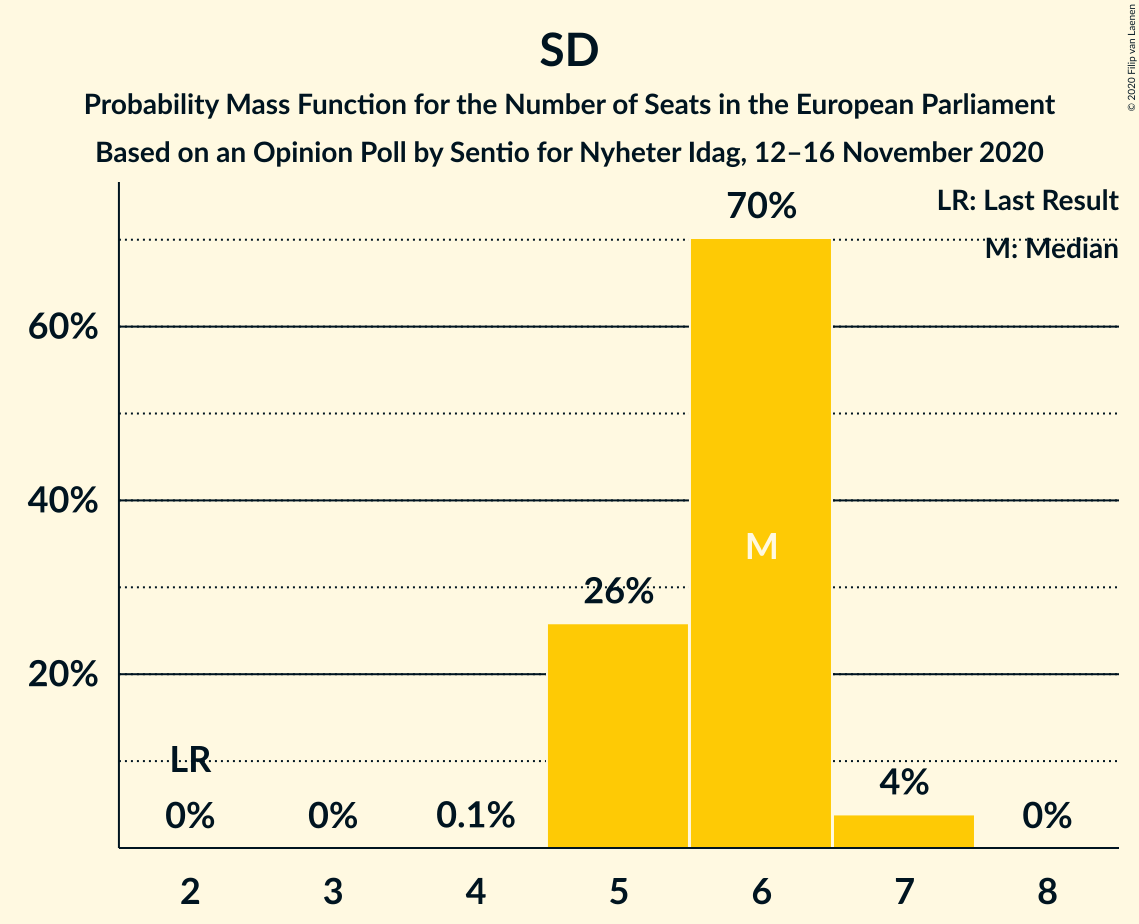 SD
Probability Mass Function for the Number of Seats in the European Parliament
Based on an Opinion Poll by Sentio for Nyheter Idag, 12–16 November 2020
© 2020 Filip van Laenen
LR: Last Result
M: Median
70%
60%
40%
M
26%
20%
LR
4%
0%
0%
0.1%
0%
2
3
4
5
6
7
8